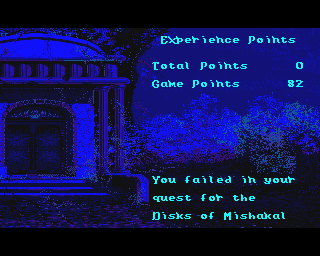 Experience Points
Total Points 0
Game Points 82
You failed in your
quest for the
Disks of Mishakal